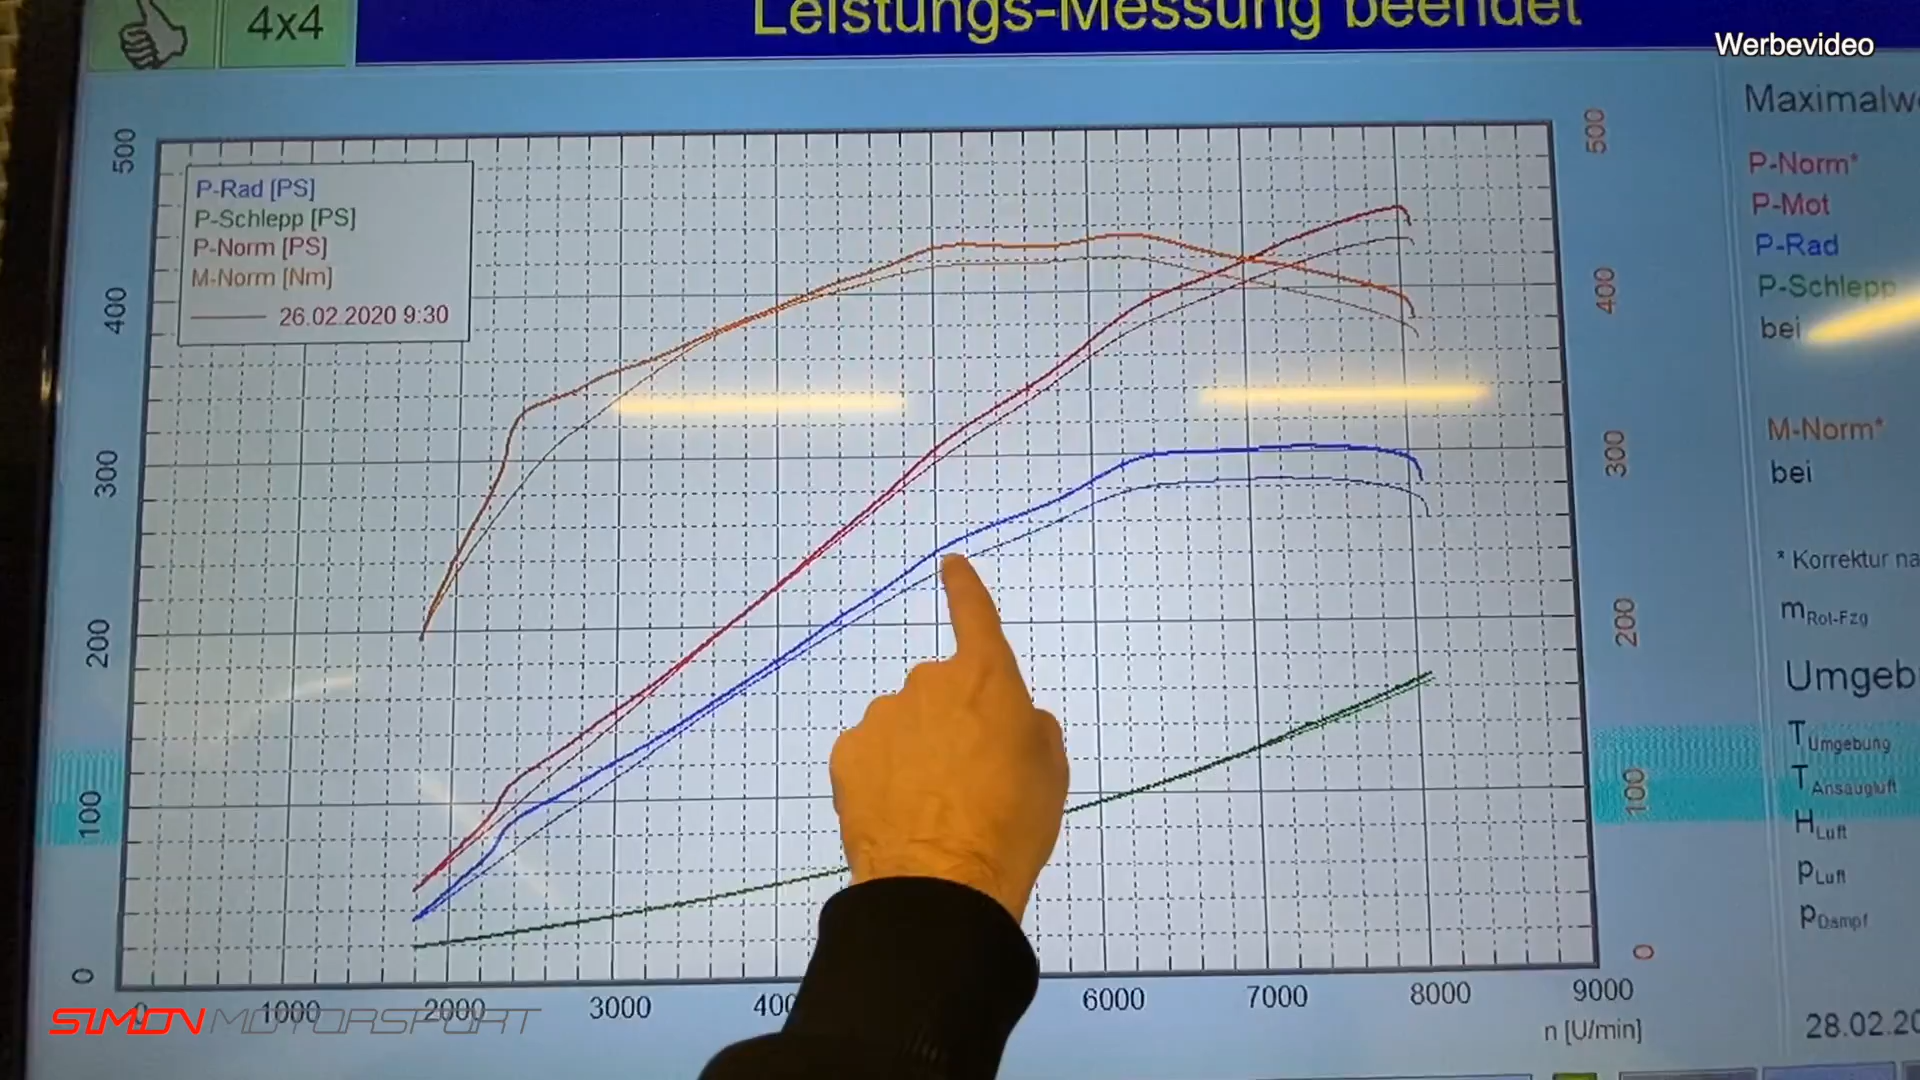 4x4
Leistungs-Messung beendet
Werbevideo
P-Rad [PS]
P-Schlepp [PS]
P-Norm [PS]
M-Norm [Nm]
26.02.2020 9:30
500
400
300
200
100
0
500
400
300
200
100
0
0 1000 2000 3000 400 6000 7000 8000 9000
n [U/min]
Maximalw
P-Norm*
P-Mot
P-Rad
P-Schlepp
bei
M-Norm*
bei
* Korrektur na
mRol-Fzg
Umgeb
TUmgebung
TAnsaugluft
HLuft
pLuft
pDampf
28.02.20
SIMON MOTORSPORT